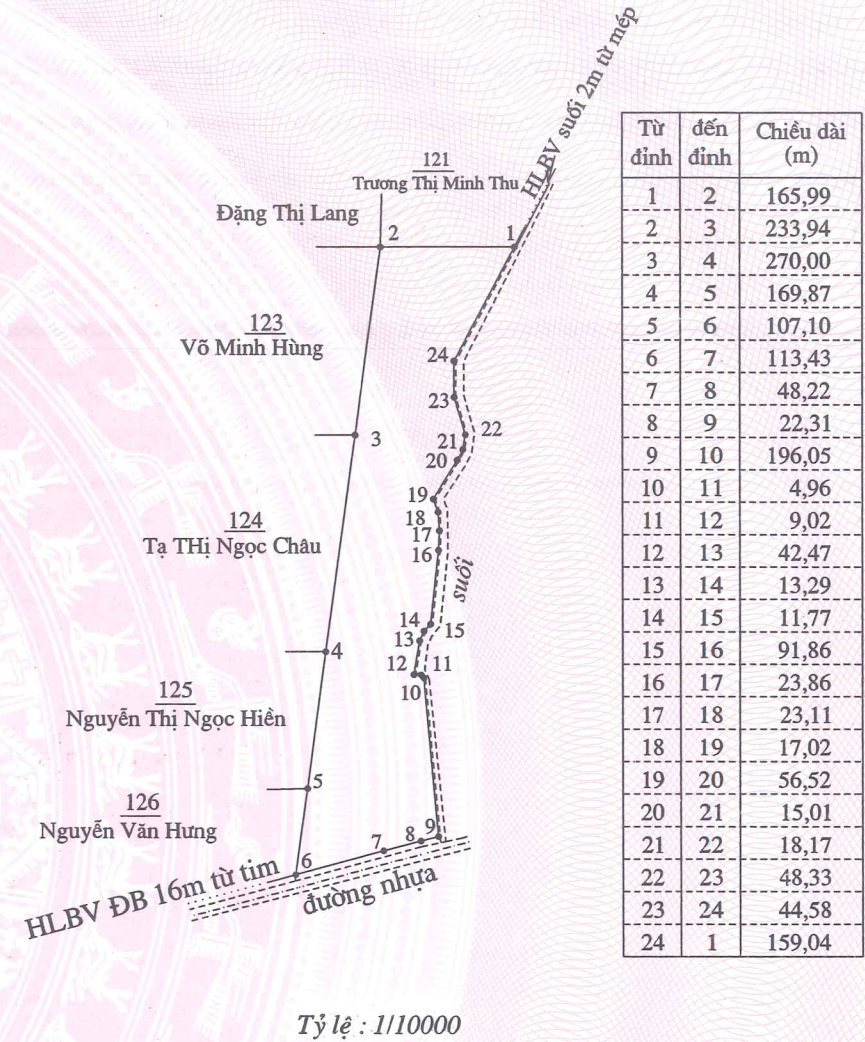 HLBV suối 2m từ mép
121
Trương Thị Minh Thu
Đặng Thị Lang
2
1
123
Võ Minh Hùng
24
23
3
22
21
20
19
18
124
Tạ THị Ngọc Châu
17
16
suối
14
15
13
4
12
11
10
125
Nguyễn Thị Ngọc Hiền
5
126
Nguyễn Văn Hưng
9
8
7
6
HLBV ĐB 16m từ tim
đường nhựa
Tỷ lệ : 1/10000
Từ đến Chiều dài
đỉnh đỉnh (m)
1 2 165,99
2 3 233,94
3 4 270,00
4 5 169,87
5 6 107,10
6 7 113,43
7 8 48,22
8 9 22,31
9 10 196,05
10 11 4,96
11 12 9,02
12 13 42,47
13 14 13,29
14 15 11,77
15 16 91,86
16 17 23,86
17 18 23,11
18 19 17,02
19 20 56,52
20 21 15,01
21 22 18,17
22 23 48,33
23 24 44,58
24 1 159,04